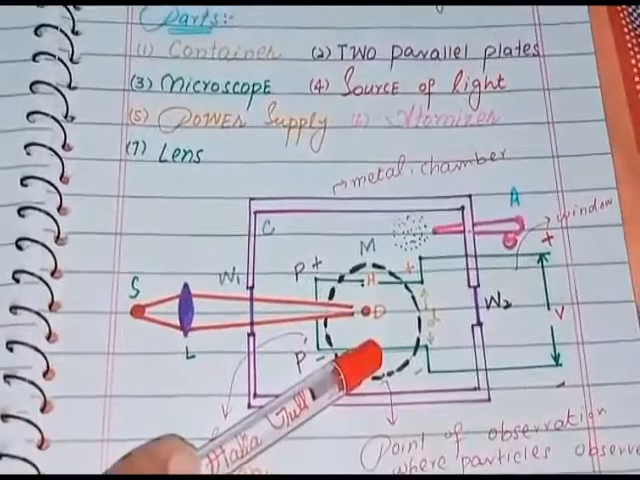 Parts:-
(1) Container (2) Two parallel plates
(3) Microscope (4) Source of light
(5) Power Supply (6) Atomizer
(7) Lens
metal chamber
A
window
C
M
+
S
W1
P+
H
+
D
d
W2
V
L
P-
-
-
Point of observation
where particles observe